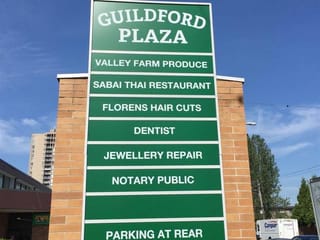 GUILDFORD
PLAZA
VALLEY FARM PRODUCE
SABAI THAI RESTAURANT
FLORENS HAIR CUTS
DENTIST
JEWELLERY REPAIR
NOTARY PUBLIC
PARKING AT REAR